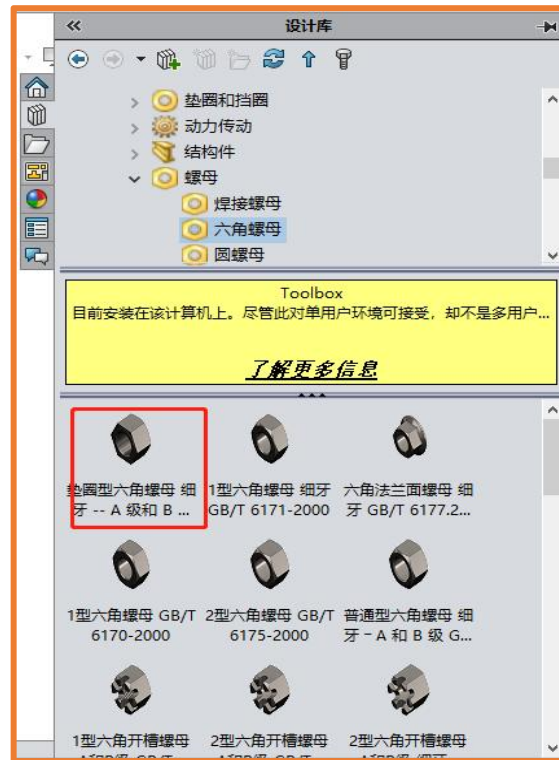 设计库
垫圈和挡圈
动力传动
结构件
螺母
焊接螺母
六角螺母
圆螺母
Toolbox
目前安装在该计算机上。尽管此对单用户环境可接受，却不是多用户...
了解更多信息
垫圈型六角螺母 细
牙 -- A 级和 B ...
1型六角螺母 细牙
GB/T 6171-2000
六角法兰面螺母 细
牙 GB/T 6177.2...
1型六角螺母 GB/T
6170-2000
2型六角螺母 GB/T
6175-2000
普通型六角螺母 细
牙 - A 和 B 级 G...
1型六角开槽螺母
2型六角开槽螺母
2型六角开槽螺母